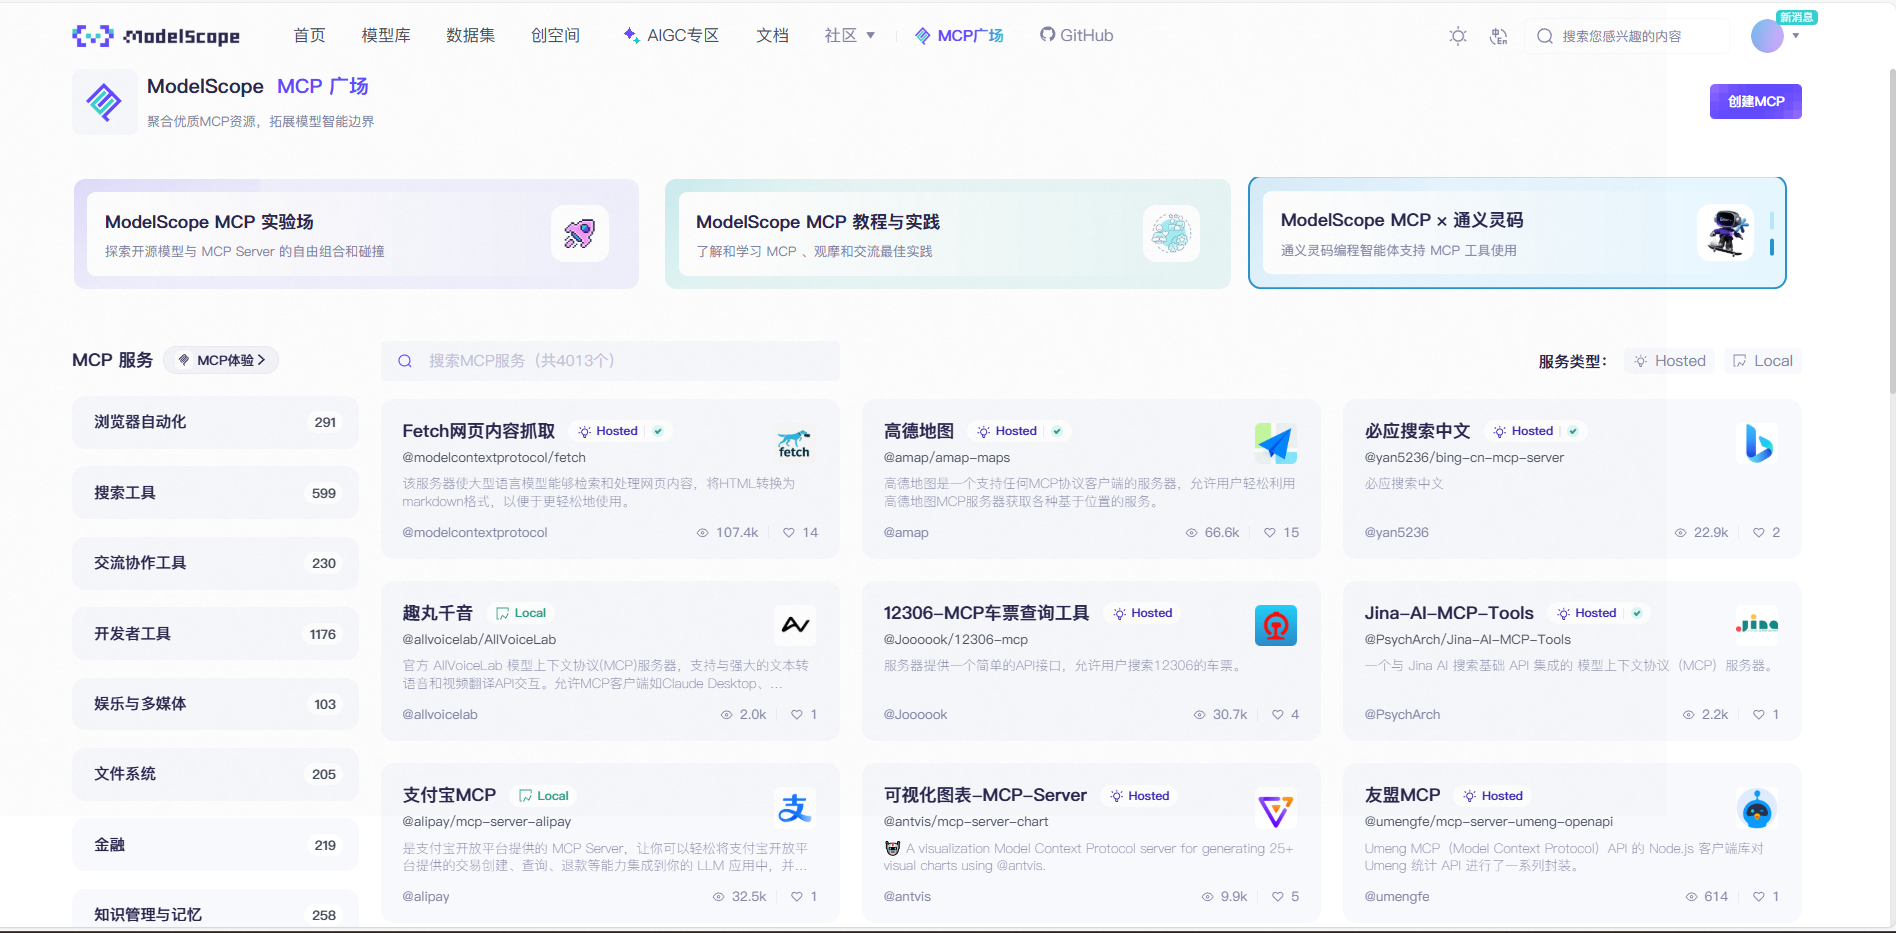 ModelScope
首页
模型库
数据集
创空间
AIGC专区
文档
社区
MCP广场
GitHub
搜索您感兴趣的内容
新消息
ModelScope MCP 广场
聚合优质MCP资源，拓展模型智能边界
创建MCP
ModelScope MCP 实验场
探索开源模型与 MCP Server 的自由组合和碰撞
ModelScope MCP 教程与实践
了解和学习 MCP 、观摩和交流最佳实践
ModelScope MCP × 通义灵码
通义灵码编程智能体支持 MCP 工具使用
MCP 服务
MCP体验
搜索MCP服务（共4013个）
服务类型：
Hosted
Local
浏览器自动化 291
搜索工具 599
交流协作工具 230
开发者工具 1176
娱乐与多媒体 103
文件系统 205
金融 219
知识管理与记忆 258
Fetch网页内容抓取 Hosted
fetch
@modelcontextprotocol/fetch
该服务器使大型语言模型能够检索和处理网页内容，将HTML转换为
markdown格式，以便于更轻松地使用。
@modelcontextprotocol 107.4k 14
高德地图 Hosted
@amap/amap-maps
高德地图是一个支持任何MCP协议客户端的服务器，允许用户轻松利用
高德地图MCP服务器获取各种基于位置的服务。
@amap 66.6k 15
必应搜索中文 Hosted
@yan5236/bing-cn-mcp-server
必应搜索中文
@yan5236 22.9k 2
趣丸千音 Local
@allvoicelab/AllVoiceLab
官方 AllVoiceLab 模型上下文协议(MCP)服务器，支持与强大的文本转
语音和视频翻译API交互。允许MCP客户端如Claude Desktop、...
@allvoicelab 2.0k 1
12306-MCP车票查询工具 Hosted
@Joooook/12306-mcp
服务器提供一个简单的API接口，允许用户搜索12306的车票。
@Joooook 30.7k 4
Jina-AI-MCP-Tools Hosted
Jina
@PsychArch/Jina-AI-MCP-Tools
一个与 Jina AI 搜索基础 API 集成的 模型上下文协议（MCP）服务器。
@PsychArch 2.2k 1
支付宝MCP Local
支
@alipay/mcp-server-alipay
是支付宝开放平台提供的 MCP Server，让你可以轻松将支付宝开放平
台提供的交易创建、查询、退款等能力集成到你的 LLM 应用中，并...
@alipay 32.5k 1
可视化图表-MCP-Server Hosted
@antvis/mcp-server-chart
A visualization Model Context Protocol server for generating 25+
visual charts using @antvis.
@antvis 9.9k 5
友盟MCP Hosted
@umengfe/mcp-server-umeng-openapi
Umeng MCP（Model Context Protocol）API 的 Node.js 客户端库对
Umeng 统计 API 进行了一系列封装。
@umengfe 614 1